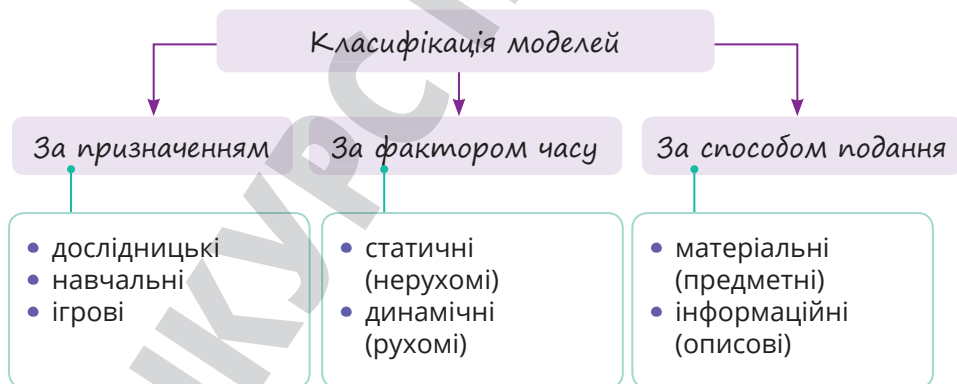 Класифікація моделей
За призначенням
За фактором часу
За способом подання
• дослідницькі
• навчальні
• ігрові
• статичні
(нерухомі)
• динамічні
(рухомі)
• матеріальні
(предметні)
• інформаційні
(описові)